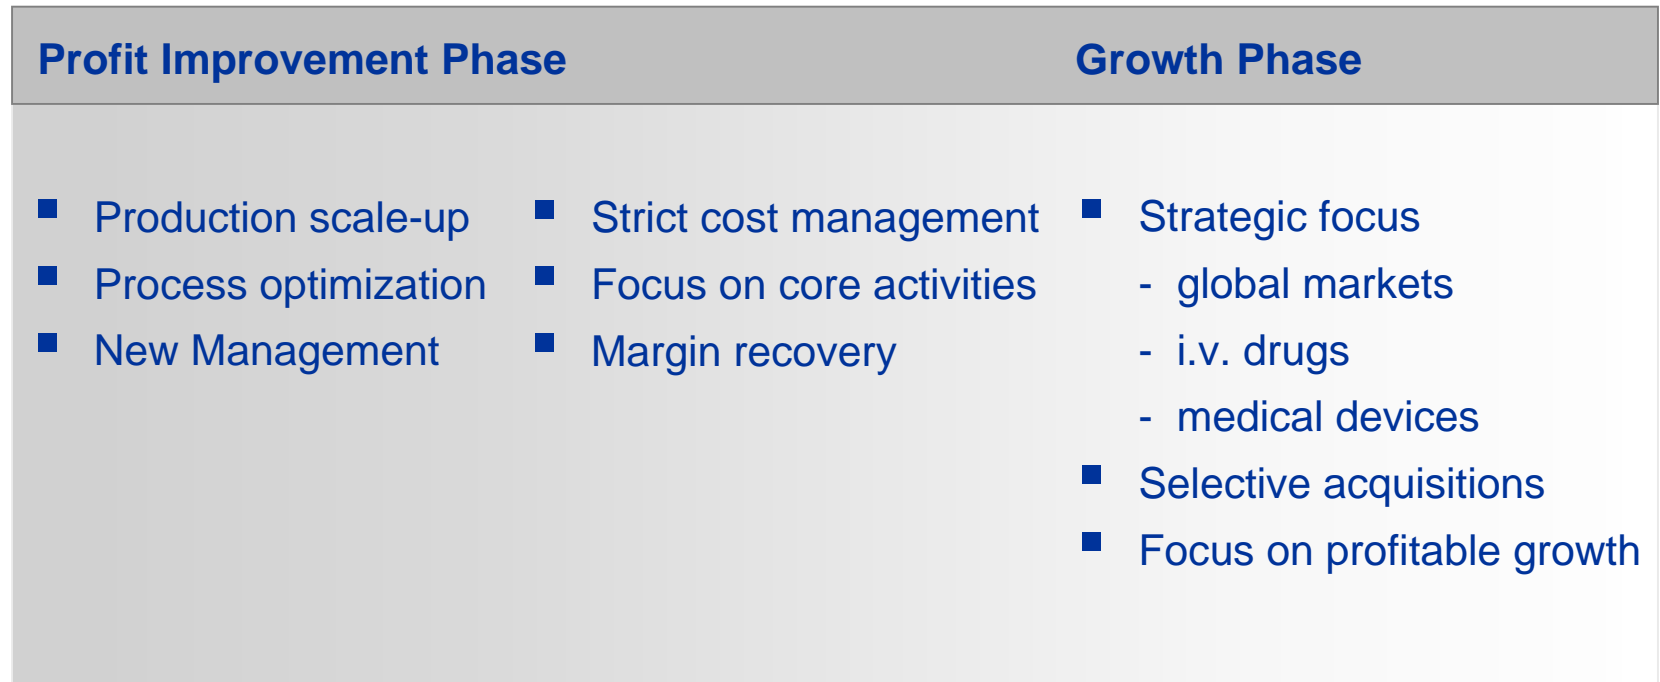 Profit Improvement Phase
Growth Phase
▪ Production scale-up
▪ Process optimization
▪ New Management
▪ Strict cost management
▪ Focus on core activities
▪ Margin recovery
▪ Strategic focus
- global markets
- i.v. drugs
- medical devices
▪ Selective acquisitions
▪ Focus on profitable growth